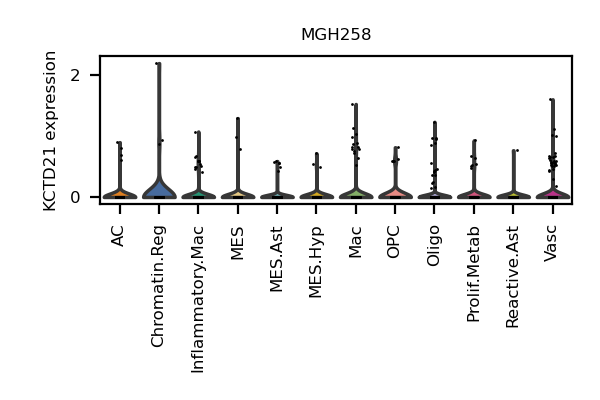 MGH258
KCTD21 expression
2
0
AC
Chromatin.Reg
Inflammatory.Mac
MES
MES.Ast
MES.Hyp
Mac
OPC
Oligo
Prolif.Metab
Reactive.Ast
Vasc